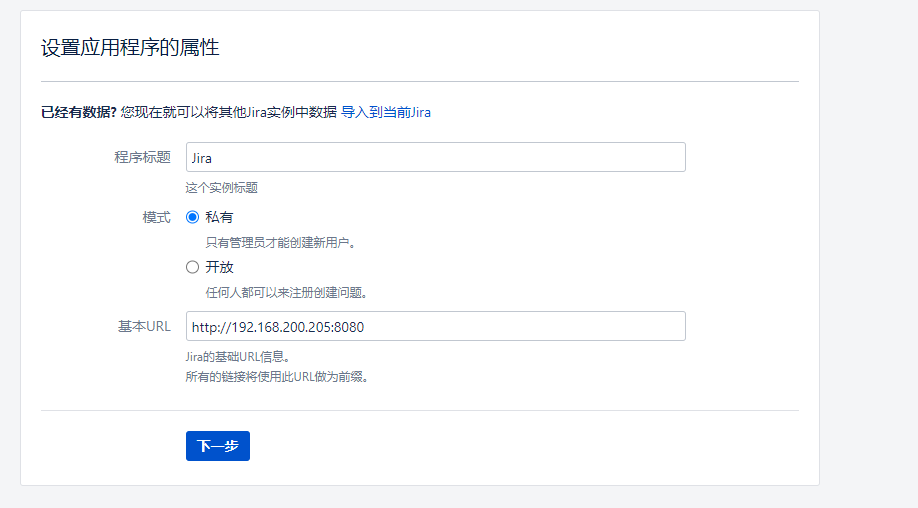 设置应用程序的属性
已经有数据? 您现在就可以将其他Jira实例中数据 导入到当前Jira
程序标题 Jira
这个实例标题
模式 私有
只有管理员才能创建新用户。
开放
任何人都可以来注册创建问题。
基本URL http://192.168.200.205:8080
Jira的基础URL信息。
所有的链接将使用此URL做为前缀。
下一步